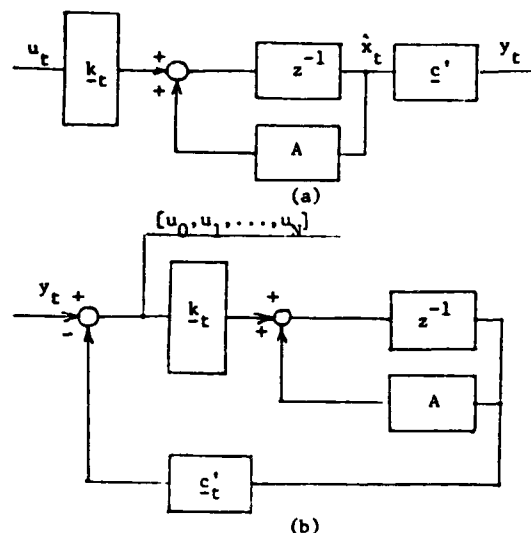 u_t k_t + + z^{-1} x̂_t c' y_t
A
(a)
[u_0,u_1,...,u_N]
y_t + - k_t + + z^{-1}
A
c_t'
(b)